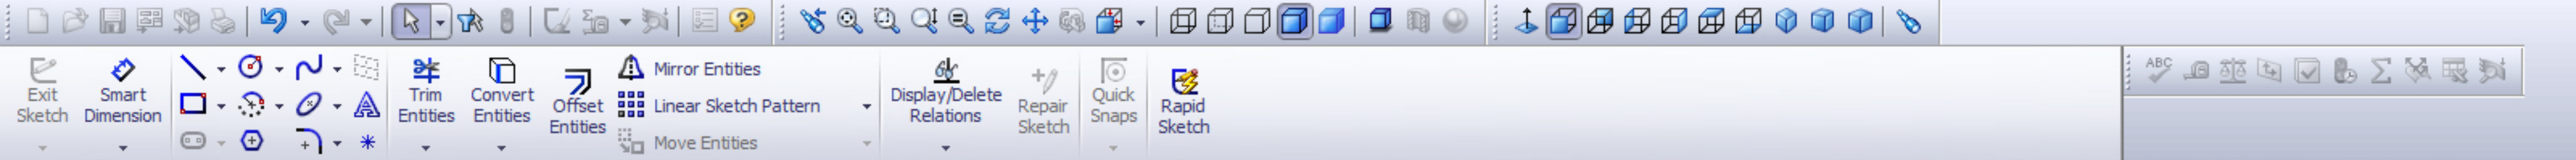 Exit
Sketch
Smart
Dimension
Trim
Entities
Convert
Entities
Offset
Entities
Mirror Entities
Linear Sketch Pattern
Move Entities
Display/Delete
Relations
Repair
Sketch
Quick
Snaps
Rapid
Sketch
ABC